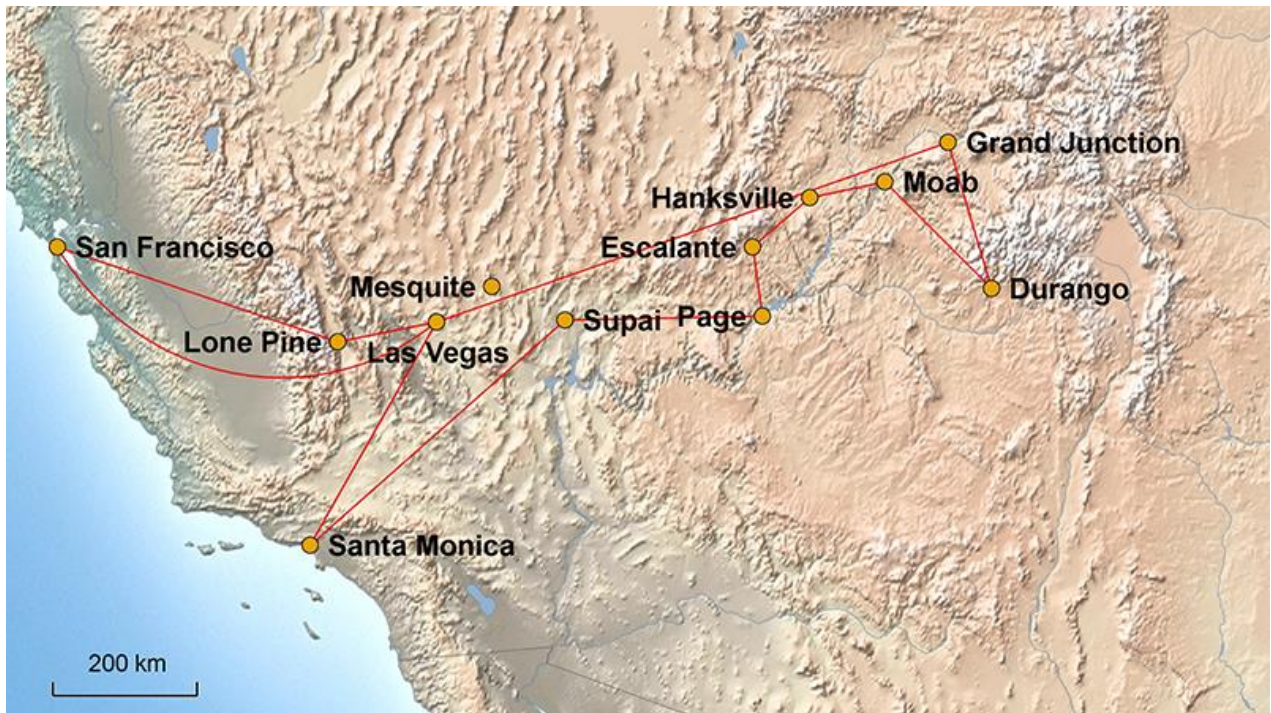 Grand Junction
Moab
Hanksville
San Francisco
Escalante
Mesquite
Durango
Supai
Page
Lone Pine
Las Vegas
Santa Monica
200 km